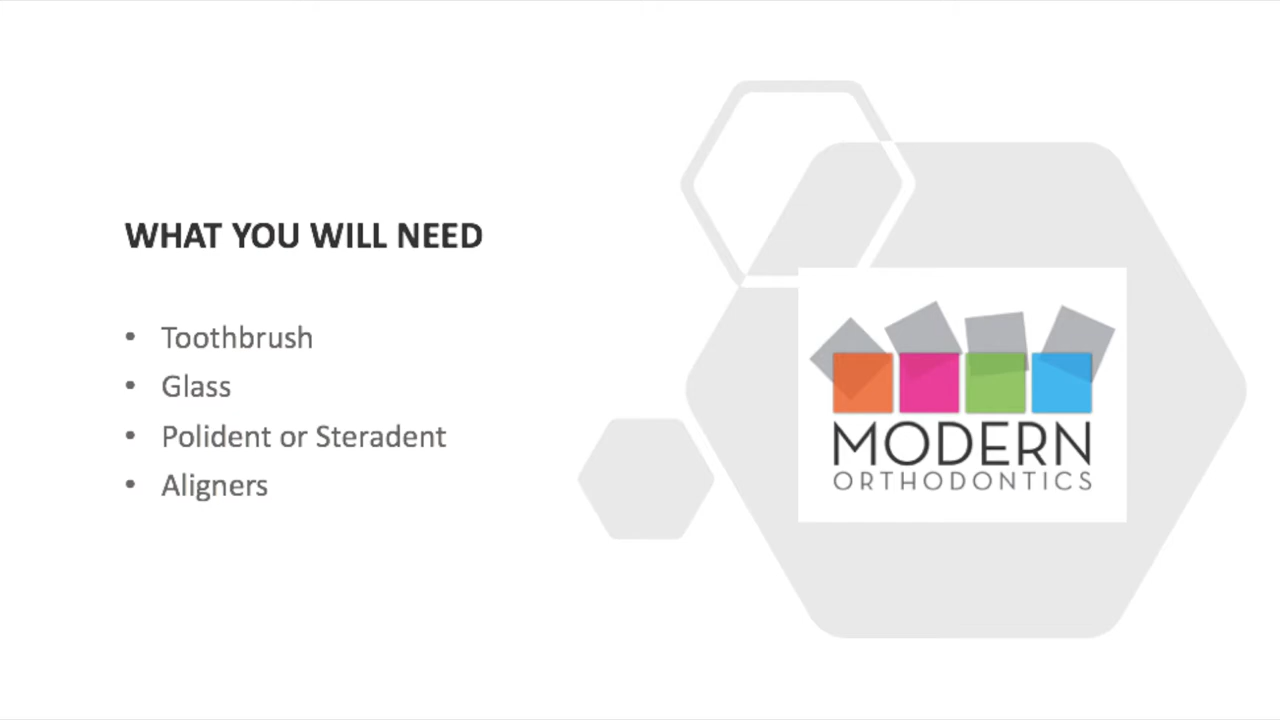 WHAT YOU WILL NEED
• Toothbrush
• Glass
• Polident or Steradent
• Aligners
MODERN
ORTHODONTICS